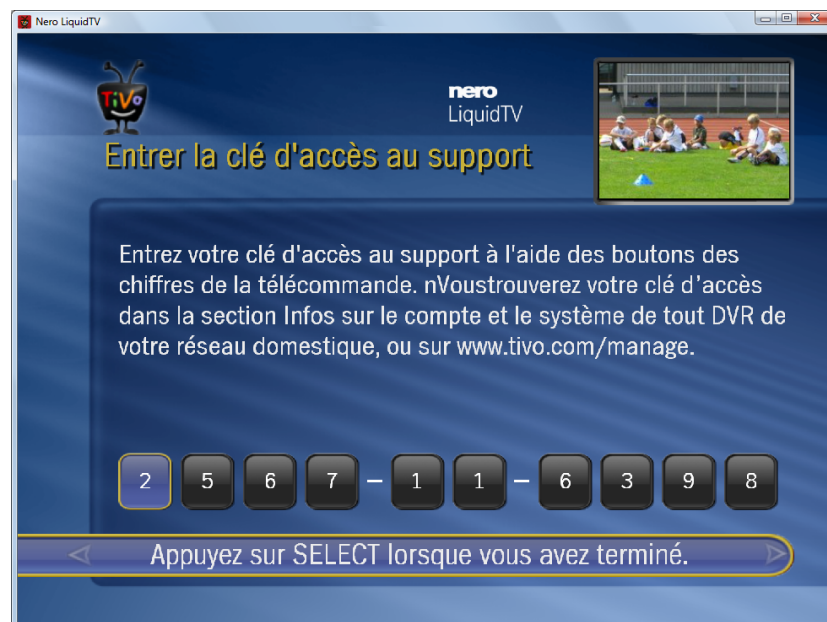 Nero LiquidTV
TiVo
nero
LiquidTV
Entrer la clé d'accès au support
Entrez votre clé d'accès au support à l'aide des boutons des
chiffres de la télécommande. nVoustrouverez votre clé d'accès
dans la section Infos sur le compte et le système de tout DVR de
votre réseau domestique, ou sur www.tivo.com/manage.
2 5 6 7 – 1 1 – 6 3 9 8
Appuyez sur SELECT lorsque vous avez terminé.